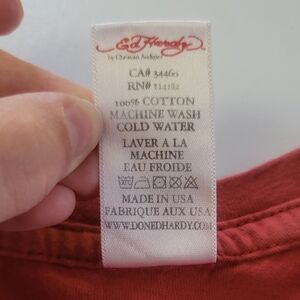 Ed Hardy
by Christian Audigier
CA# 34460
RN#
100% COTTON
MACHINE WASH
COLD WATER
LAVER A LA
MACHINE
EAU FROIDE
MADE IN USA
FABRIQUE AUX USA
WWW.DONEDHARDY.COM